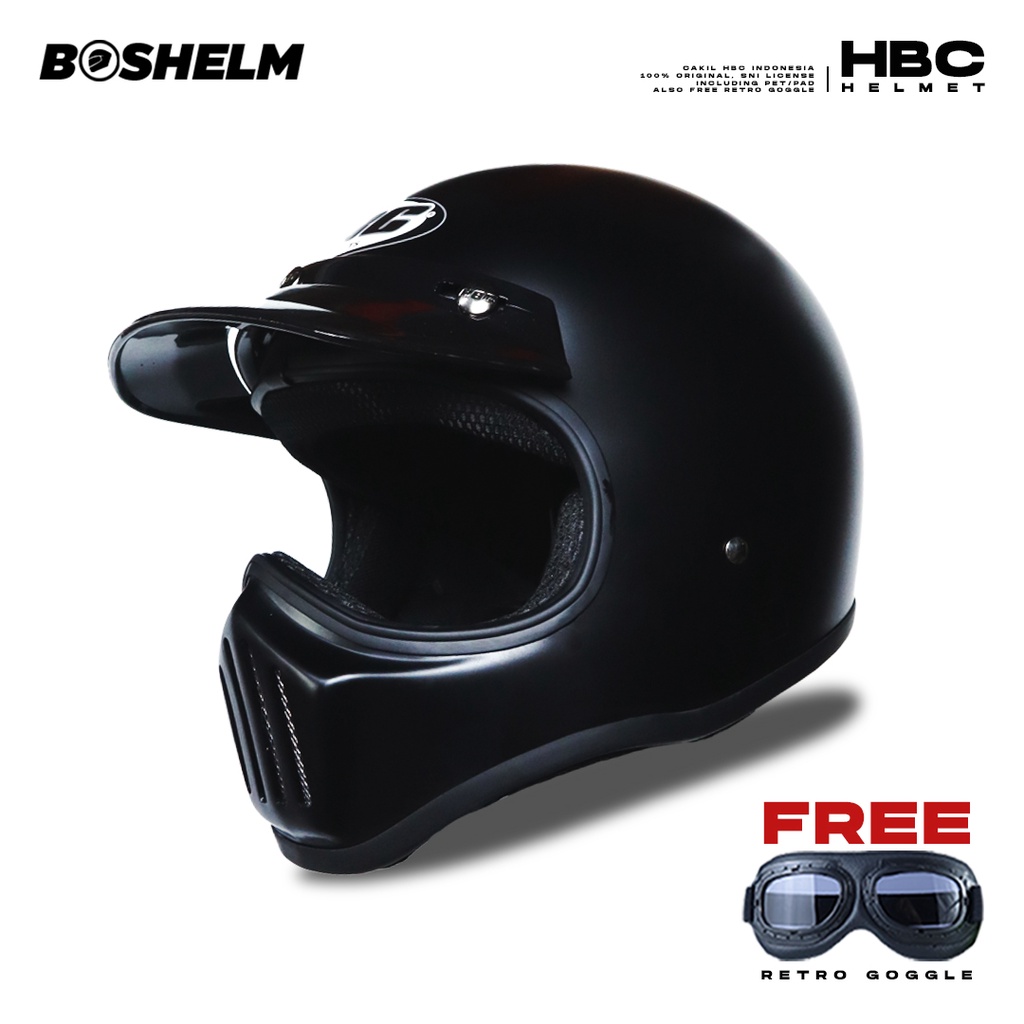 BOSHELM
CAKIL HBC INDONESIA
100% ORIGINAL, SNI LICENSE
INCLUDING PET/PAD
ALSO FREE RETRO GOGGLE
HBC
HELMET
HBC
FREE
RETRO GOGGLE